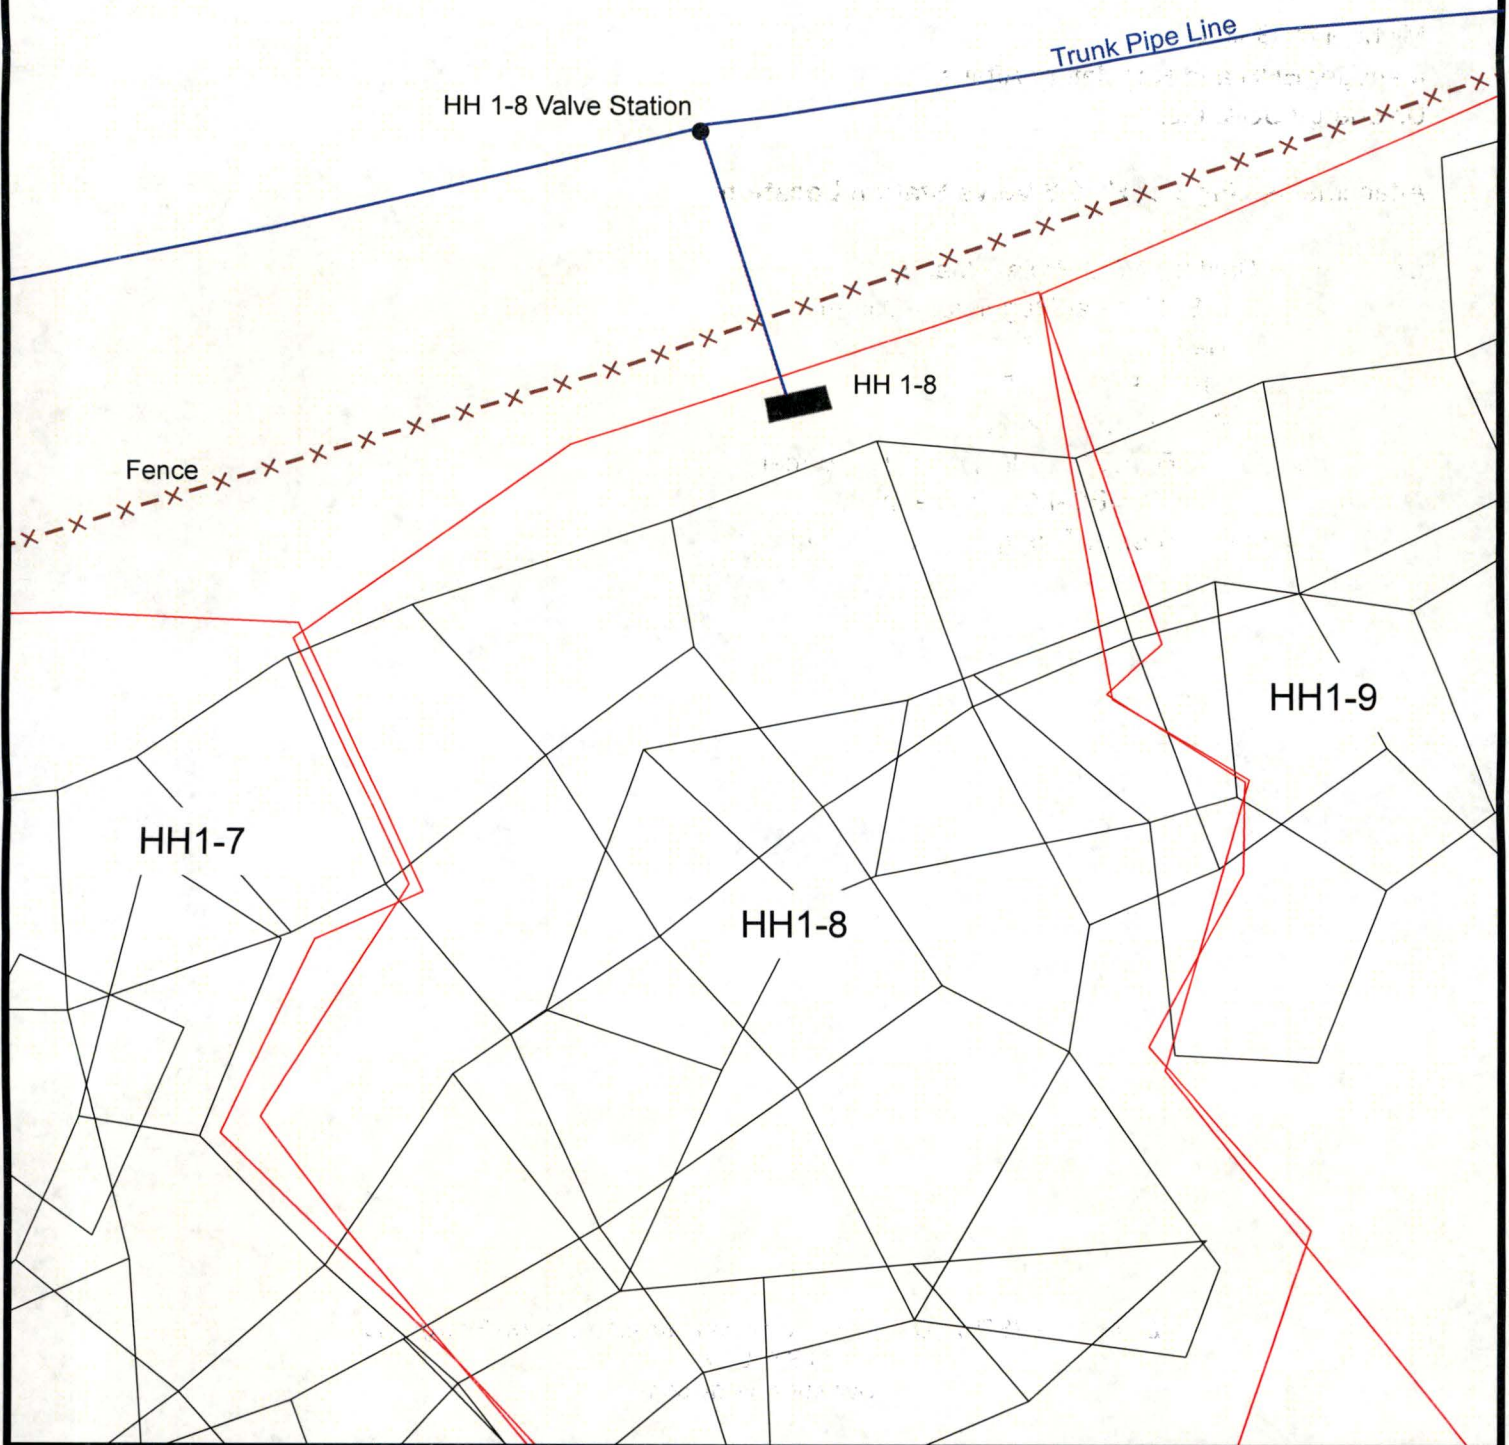 Trunk Pipe Line
HH 1-8 Valve Station
HH 1-8
Fence
HH1-9
HH1-7
HH1-8